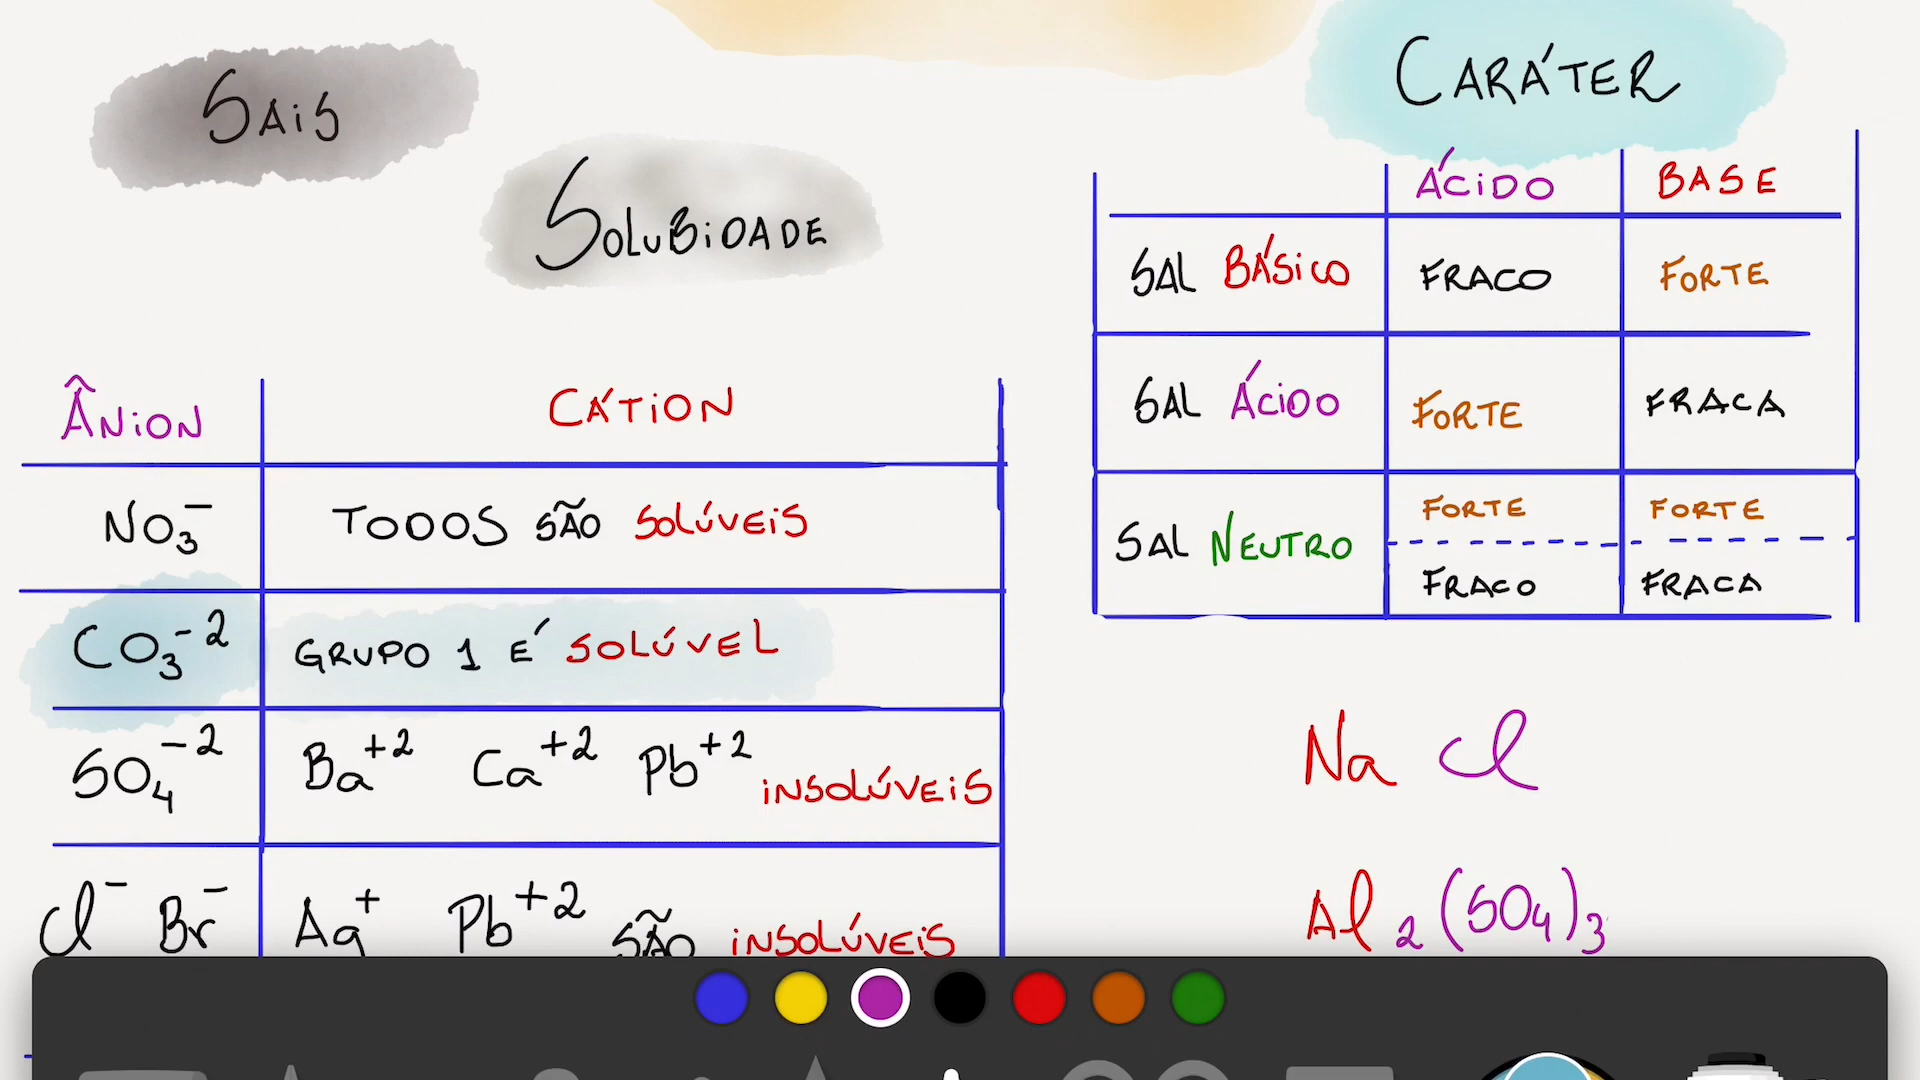 SAIS
SOLUBIDADE
CARÁTER
ÁCIDO BASE
SAL BÁSICO FRACO FORTE
SAL ÁCIDO FORTE FRACA
SAL NEUTRO FORTE FORTE
FRACO FRACA
ÂNION CÁTION
NO₃⁻ TODOS SÃO SOLÚVEIS
CO₃⁻² GRUPO 1 É SOLÚVEL
SO₄⁻² Ba⁺² Ca⁺² Pb⁺² INSOLÚVEIS
Cl⁻ Br⁻ Ag⁺ Pb⁺² SÃO INSOLÚVEIS
Na Cl
Al₂(SO₄)₃